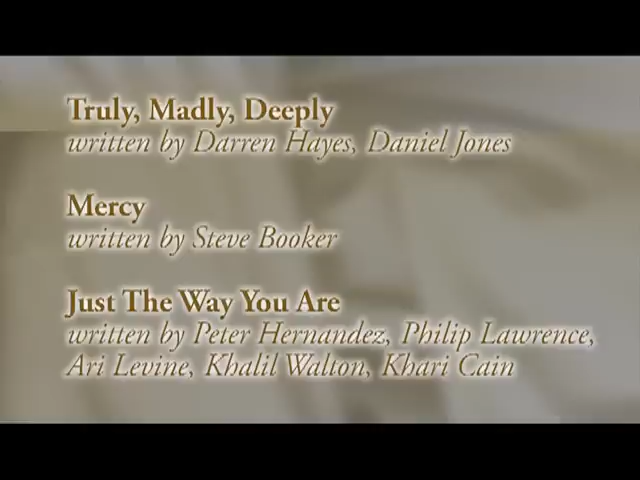 Truly, Madly, Deeply
written by Darren Hayes, Daniel Jones
Mercy
written by Steve Booker
Just The Way You Are
written by Peter Hernandez, Philip Lawrence,
Ari Levine, Khalil Walton, Khari Cain